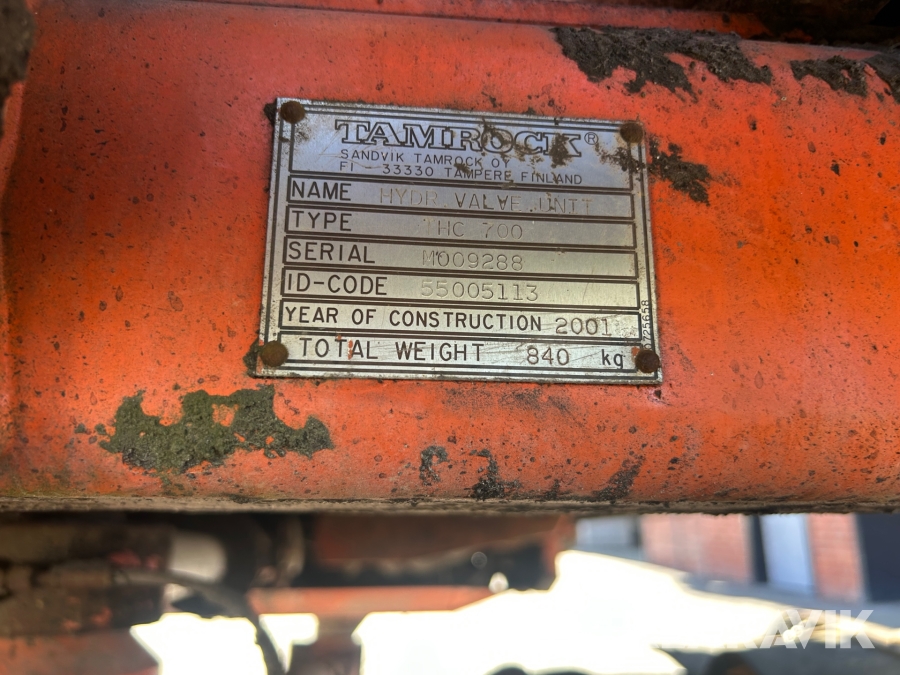 TAMROCK®
SANDVIK TAMROCK OY
FI - 33330 TAMPERE FINLAND
NAME HYDR.VALVE UNIT
TYPE THC 700
SERIAL M009288
ID-CODE 55005113
YEAR OF CONSTRUCTION 2001
TOTAL WEIGHT 840 kg